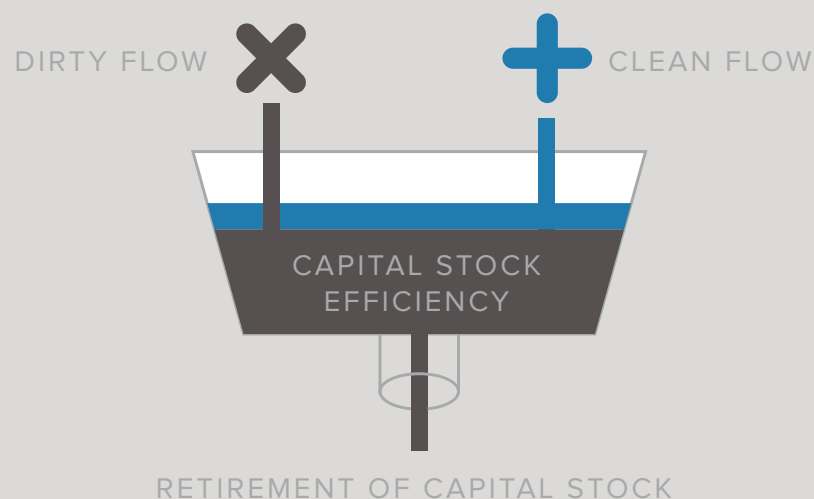 DIRTY FLOW
CLEAN FLOW
CAPITAL STOCK
EFFICIENCY
RETIREMENT OF CAPITAL STOCK